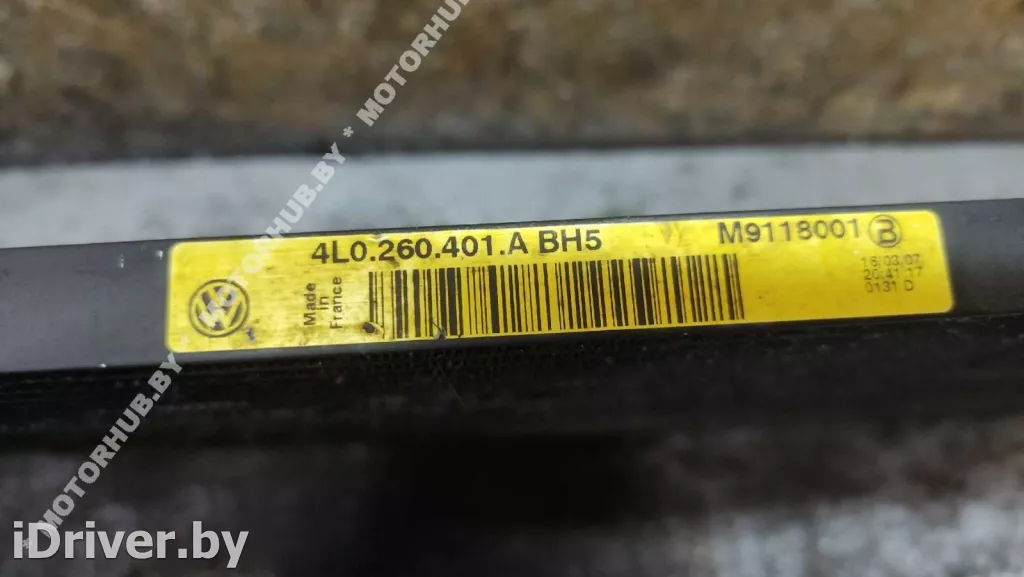 4L0.260.401.A BH5
M9118001 B
Made
in
France
16/03/07
20:41:17
0131 D
VW
* MOTORHUB.BY * MOTORHUB.BY * MOTORHUB
iDriver.by